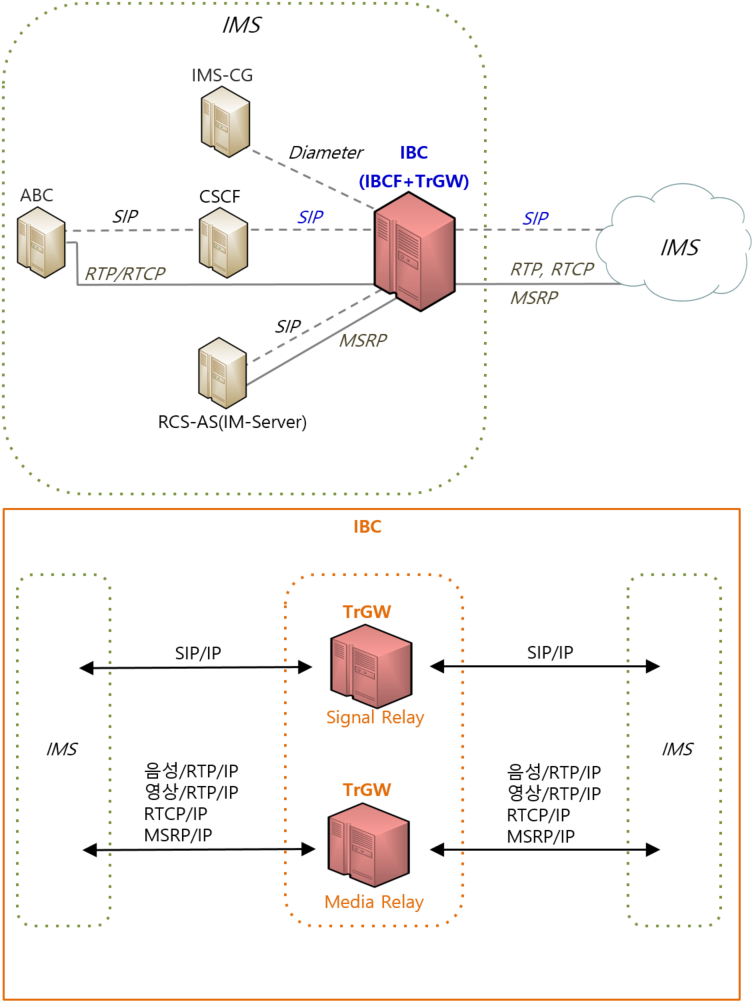 IMS
IMS-CG
Diameter
IBC
(IBCF+TrGW)
ABC
SIP
CSCF
SIP
SIP
IMS
RTP/RTCP
RTP, RTCP
MSRP
SIP
MSRP
RCS-AS(IM-Server)
IBC
TrGW
SIP/IP
SIP/IP
Signal Relay
IMS
IMS
음성/RTP/IP
영상/RTP/IP
RTCP/IP
MSRP/IP
TrGW
음성/RTP/IP
영상/RTP/IP
RTCP/IP
MSRP/IP
Media Relay